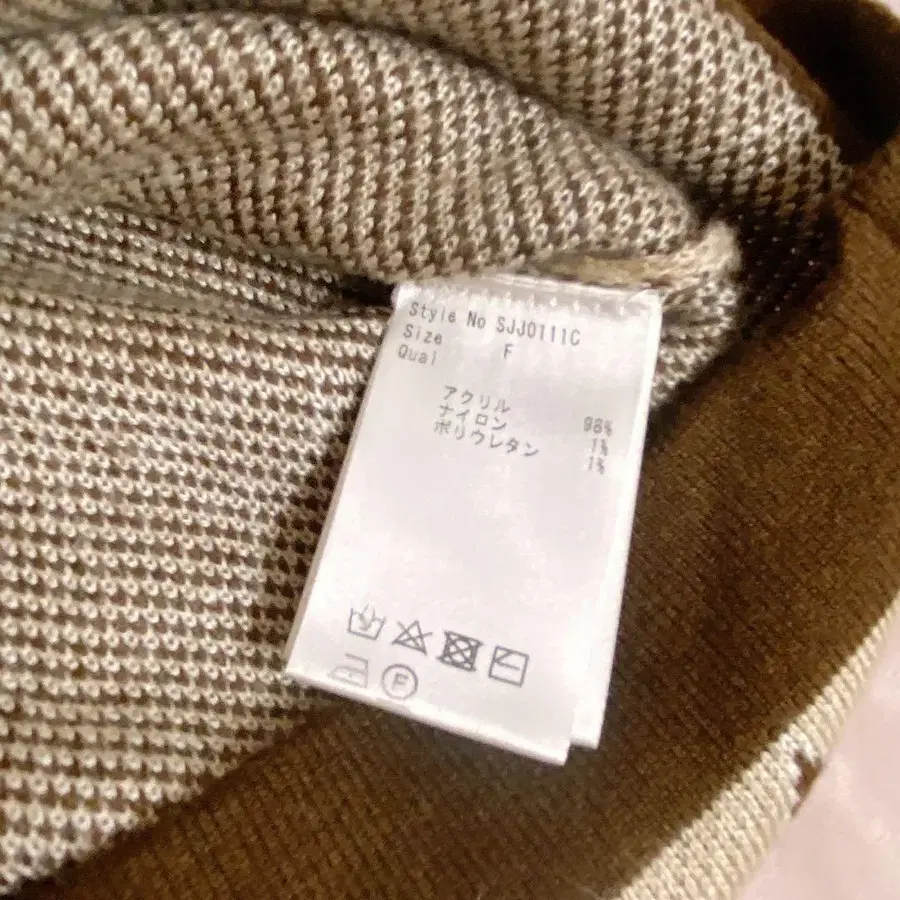 Style No SJJ0111C
Size F
Qual
アクリル 98%
ナイロン 1%
ポリウレタン 1%
F